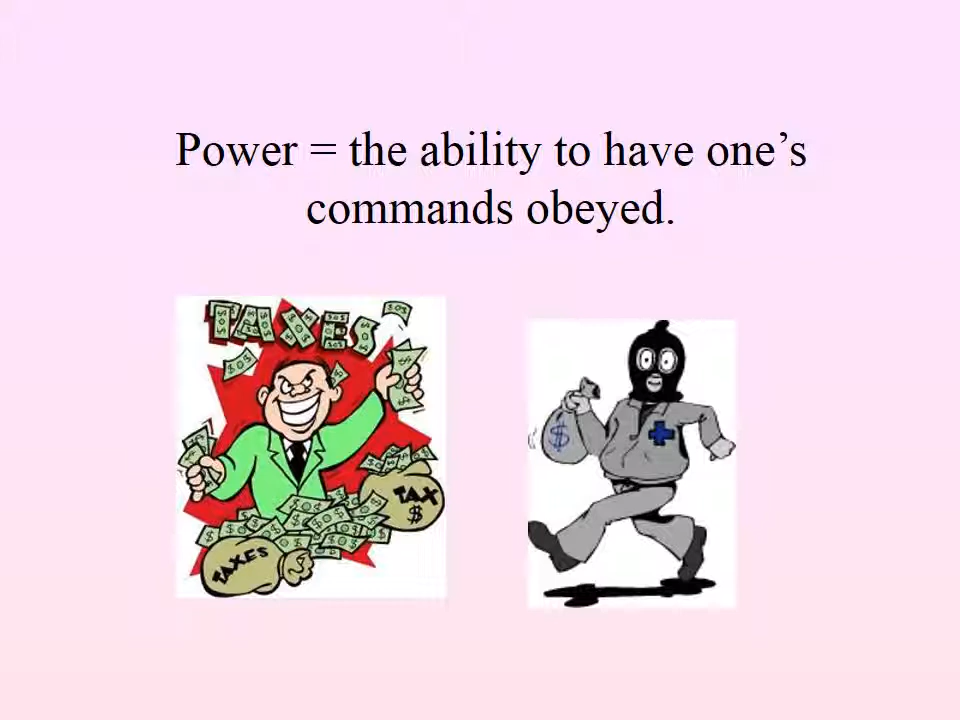 Power = the ability to have one’s
commands obeyed.
TAXES
TAX
$
TAXES
$